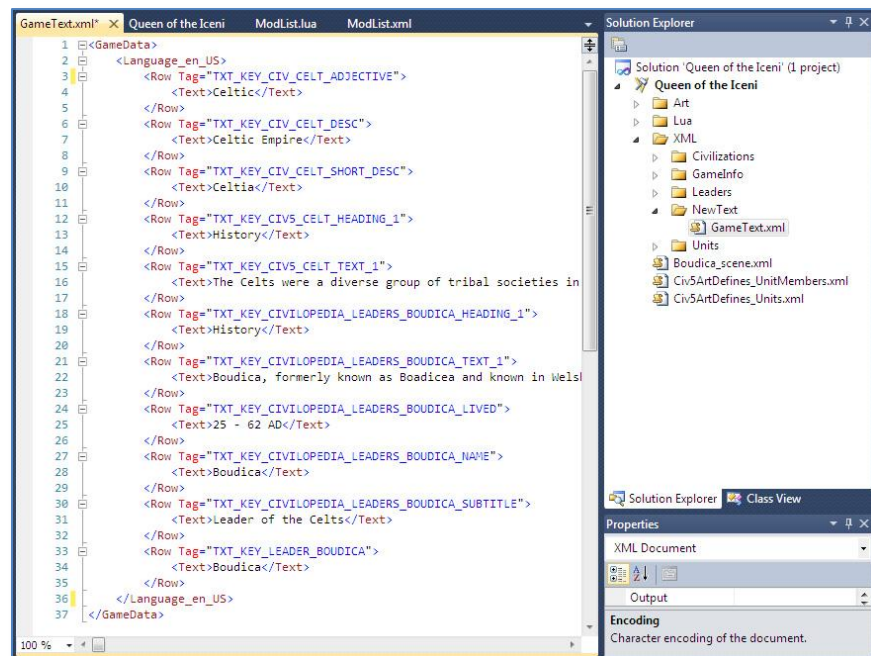 GameText.xml* X Queen of the Iceni ModList.lua ModList.xml
1 <GameData>
2 <Language_en_US>
3 <Row Tag="TXT_KEY_CIV_CELT_ADJECTIVE">
4 <Text>Celtic</Text>
5 </Row>
6 <Row Tag="TXT_KEY_CIV_CELT_DESC">
7 <Text>Celtic Empire</Text>
8 </Row>
9 <Row Tag="TXT_KEY_CIV_CELT_SHORT_DESC">
10 <Text>Celtia</Text>
11 </Row>
12 <Row Tag="TXT_KEY_CIV5_CELT_HEADING_1">
13 <Text>History</Text>
14 </Row>
15 <Row Tag="TXT_KEY_CIV5_CELT_TEXT_1">
16 <Text>The Celts were a diverse group of tribal societies in
17 </Row>
18 <Row Tag="TXT_KEY_CIVILOPEDIA_LEADERS_BOUDICA_HEADING_1">
19 <Text>History</Text>
20 </Row>
21 <Row Tag="TXT_KEY_CIVILOPEDIA_LEADERS_BOUDICA_TEXT_1">
22 <Text>Boudica, formerly known as Boadicea and known in Welsh
23 </Row>
24 <Row Tag="TXT_KEY_CIVILOPEDIA_LEADERS_BOUDICA_LIVED">
25 <Text>25 - 62 AD</Text>
26 </Row>
27 <Row Tag="TXT_KEY_CIVILOPEDIA_LEADERS_BOUDICA_NAME">
28 <Text>Boudica</Text>
29 </Row>
30 <Row Tag="TXT_KEY_CIVILOPEDIA_LEADERS_BOUDICA_SUBTITLE">
31 <Text>Leader of the Celts</Text>
32 </Row>
33 <Row Tag="TXT_KEY_LEADER_BOUDICA">
34 <Text>Boudica</Text>
35 </Row>
36 </Language_en_US>
37 </GameData>
100 %
Solution Explorer
Solution 'Queen of the Iceni' (1 project)
Queen of the Iceni
Art
Lua
XML
Civilizations
GameInfo
Leaders
NewText
GameText.xml
Units
Boudica_scene.xml
Civ5ArtDefines_UnitMembers.xml
Civ5ArtDefines_Units.xml
Solution Explorer Class View
Properties
XML Document
Output
Encoding
Character encoding of the document.